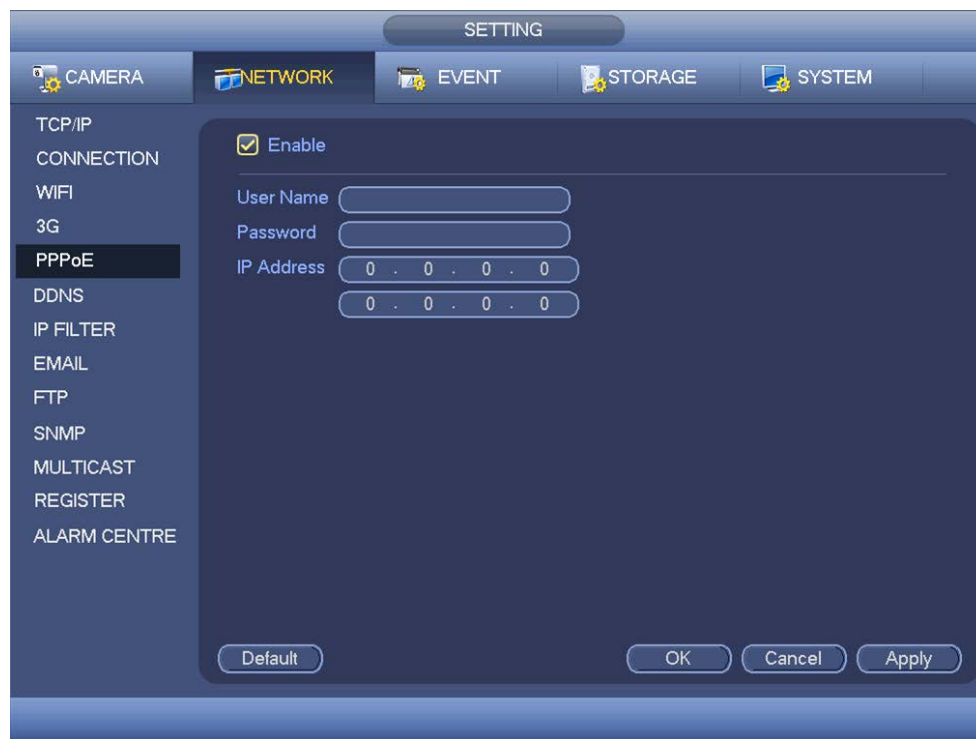 SETTING
CAMERA NETWORK EVENT STORAGE SYSTEM
TCP/IP
CONNECTION
WIFI
3G
PPPoE
DDNS
IP FILTER
EMAIL
FTP
SNMP
MULTICAST
REGISTER
ALARM CENTRE
Enable
User Name
Password
IP Address 0 . 0 . 0 . 0
0 . 0 . 0 . 0
Default OK Cancel Apply